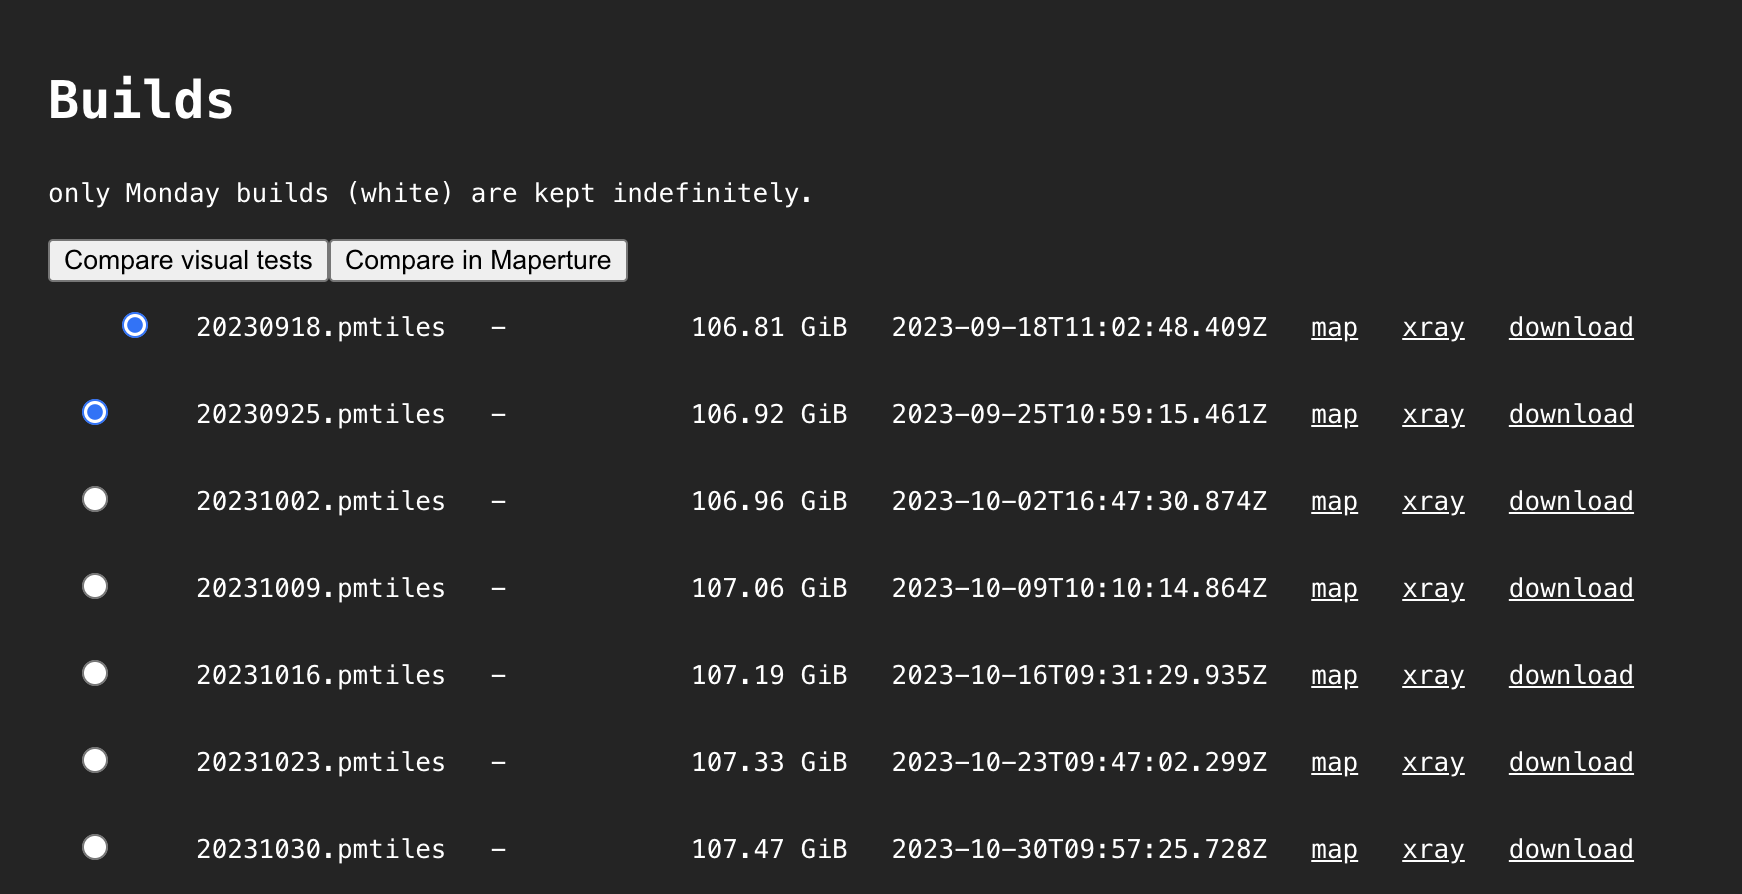 Builds
only Monday builds (white) are kept indefinitely.
Compare visual tests Compare in Maperture
20230918.pmtiles – 106.81 GiB 2023-09-18T11:02:48.409Z map xray download
20230925.pmtiles – 106.92 GiB 2023-09-25T10:59:15.461Z map xray download
20231002.pmtiles – 106.96 GiB 2023-10-02T16:47:30.874Z map xray download
20231009.pmtiles – 107.06 GiB 2023-10-09T10:10:14.864Z map xray download
20231016.pmtiles – 107.19 GiB 2023-10-16T09:31:29.935Z map xray download
20231023.pmtiles – 107.33 GiB 2023-10-23T09:47:02.299Z map xray download
20231030.pmtiles – 107.47 GiB 2023-10-30T09:57:25.728Z map xray download